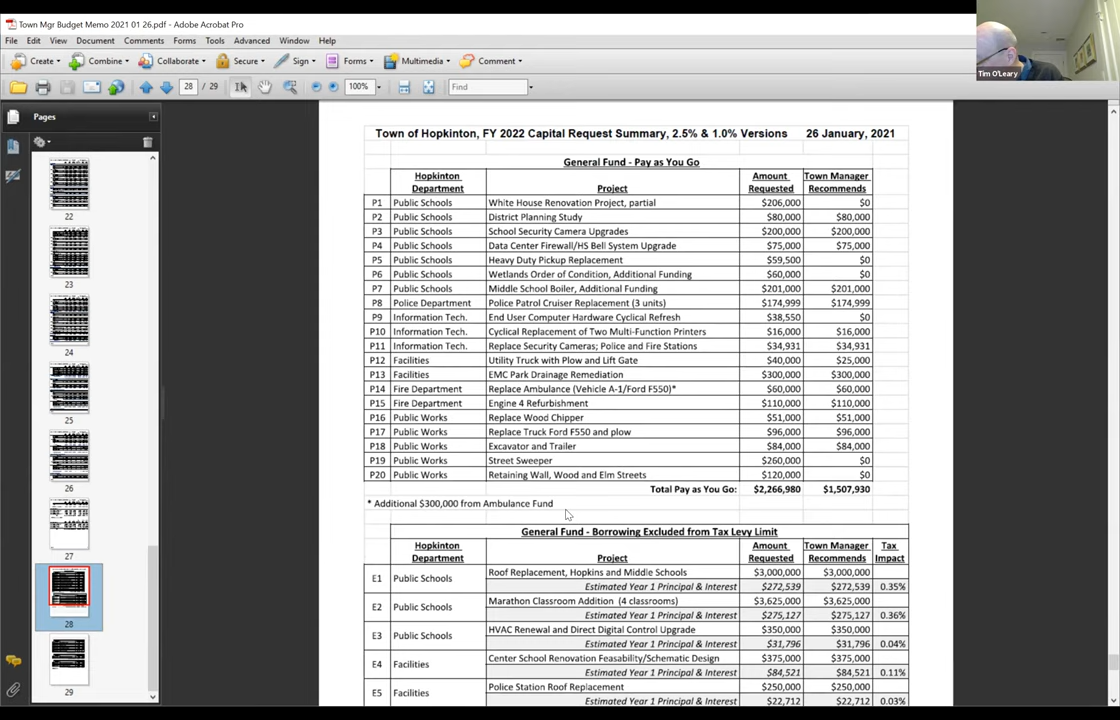 Town Mgr Budget Memo 2021 01 26.pdf - Adobe Acrobat Pro
File Edit View Document Comments Forms Tools Advanced Window Help
Create Combine Collaborate Secure Sign Forms Multimedia Comment
28 / 29 100% Find
Tim O'Leary
Pages
22
23
24
25
26
27
28
29
Town of Hopkinton, FY 2022 Capital Request Summary, 2.5% & 1.0% Versions 26 January, 2021
General Fund - Pay as You Go
Hopkinton Department Project Amount Requested Town Manager Recommends
P1 Public Schools White House Renovation Project, partial $206,000 $0
P2 Public Schools District Planning Study $80,000 $80,000
P3 Public Schools School Security Camera Upgrades $200,000 $200,000
P4 Public Schools Data Center Firewall/HS Bell System Upgrade $75,000 $75,000
P5 Public Schools Heavy Duty Pickup Replacement $59,500 $0
P6 Public Schools Wetlands Order of Condition, Additional Funding $60,000 $0
P7 Public Schools Middle School Boiler, Additional Funding $201,000 $201,000
P8 Police Department Police Patrol Cruiser Replacement (3 units) $174,999 $174,999
P9 Information Tech. End User Computer Hardware Cyclical Refresh $38,550 $0
P10 Information Tech. Cyclical Replacement of Two Multi-Function Printers $16,000 $16,000
P11 Information Tech. Replace Security Cameras; Police and Fire Stations $34,931 $34,931
P12 Facilities Utility Truck with Plow and Lift Gate $40,000 $25,000
P13 Facilities EMC Park Drainage Remediation $300,000 $300,000
P14 Fire Department Replace Ambulance (Vehicle A-1/Ford F550)* $60,000 $60,000
P15 Fire Department Engine 4 Refurbishment $110,000 $110,000
P16 Public Works Replace Wood Chipper $51,000 $51,000
P17 Public Works Replace Truck Ford F550 and plow $96,000 $96,000
P18 Public Works Excavator and Trailer $84,000 $84,000
P19 Public Works Street Sweeper $260,000 $0
P20 Public Works Retaining Wall, Wood and Elm Streets $120,000 $0
Total Pay as You Go: $2,266,980 $1,507,930
* Additional $300,000 from Ambulance Fund
General Fund - Borrowing Excluded from Tax Levy Limit
Hopkinton Department Project Amount Requested Town Manager Recommends Tax Impact
E1 Public Schools Roof Replacement, Hopkins and Middle Schools $3,000,000 $3,000,000
Estimated Year 1 Principal & Interest $272,539 $272,539 0.35%
E2 Public Schools Marathon Classroom Addition (4 classrooms) $3,625,000 $3,625,000
Estimated Year 1 Principal & Interest $275,127 $275,127 0.36%
E3 Public Schools HVAC Renewal and Direct Digital Control Upgrade $350,000 $350,000
Estimated Year 1 Principal & Interest $31,796 $31,796 0.04%
E4 Facilities Center School Renovation Feasability/Schematic Design $375,000 $375,000
Estimated Year 1 Principal & Interest $84,521 $84,521 0.11%
E5 Facilities Police Station Roof Replacement $250,000 $250,000
Estimated Year 1 Principal & Interest $22,712 $22,712 0.03%